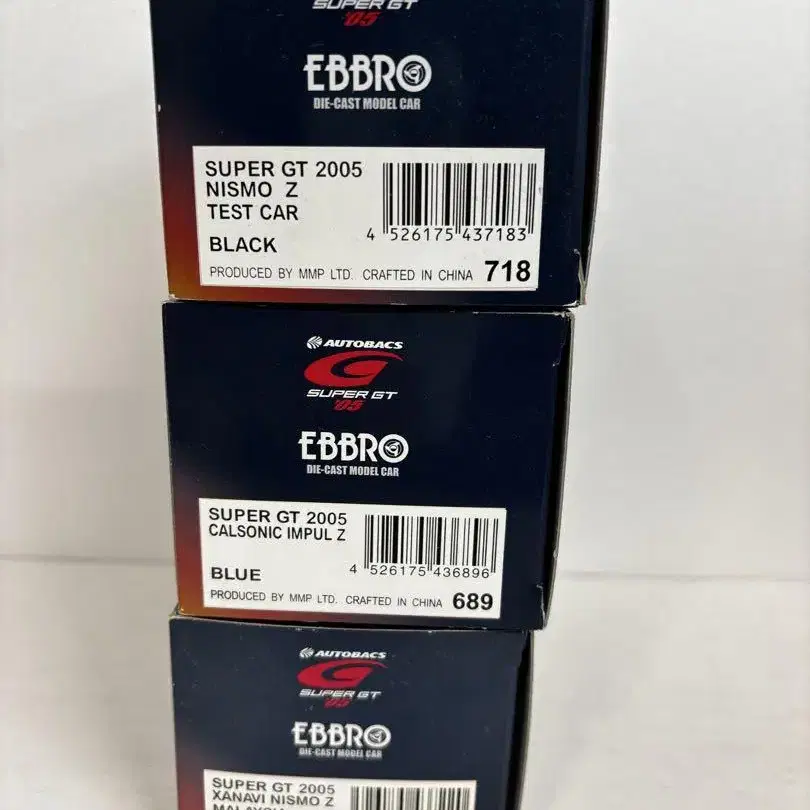 SUPER GT
'05
EBBRO
DIE-CAST MODEL CAR
SUPER GT 2005
NISMO Z
TEST CAR
BLACK
4 526175 437183
PRODUCED BY MMP LTD. CRAFTED IN CHINA 718
AUTOBACS
SUPER GT
'05
EBBRO
DIE-CAST MODEL CAR
SUPER GT 2005
CALSONIC IMPUL Z
BLUE
4 526175 436896
PRODUCED BY MMP LTD. CRAFTED IN CHINA 689
AUTOBACS
SUPER GT
'05
EBBRO
DIE-CAST MODEL CAR
SUPER GT 2005
XANAVI NISMO Z
MALAYSIA